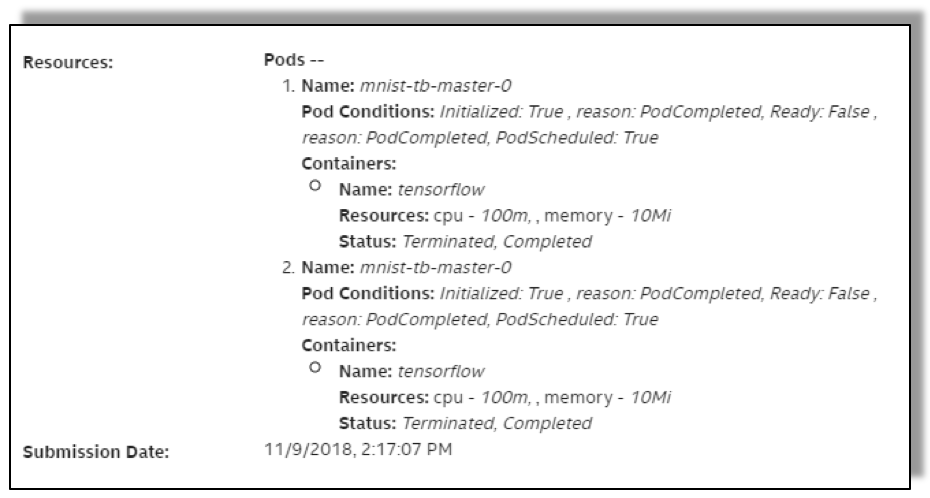 Resources: Pods --
1. Name: mnist-tb-master-0
Pod Conditions: Initialized: True , reason: PodCompleted, Ready: False ,
reason: PodCompleted, PodScheduled: True
Containers:
Name: tensorflow
Resources: cpu - 100m, , memory - 10Mi
Status: Terminated, Completed
2. Name: mnist-tb-master-0
Pod Conditions: Initialized: True , reason: PodCompleted, Ready: False ,
reason: PodCompleted, PodScheduled: True
Containers:
Name: tensorflow
Resources: cpu - 100m, , memory - 10Mi
Status: Terminated, Completed
Submission Date: 11/9/2018, 2:17:07 PM